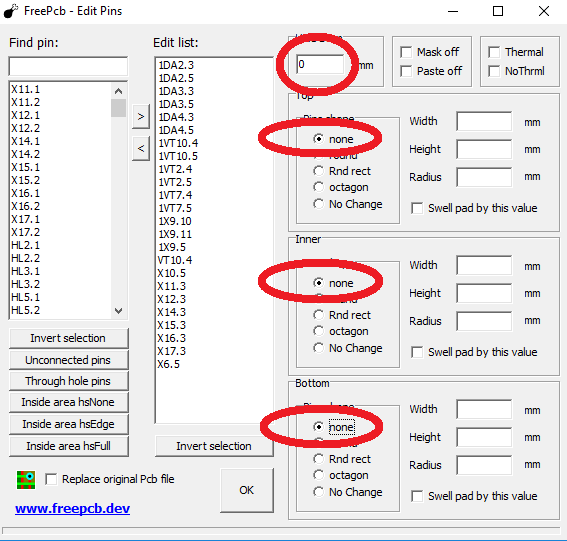 FreePcb - Edit Pins
Find pin:
X11.1
X11.2
X12.1
X12.2
X14.1
X14.2
X15.1
X15.2
X16.1
X16.2
X17.1
X17.2
HL2.1
HL2.2
HL3.1
HL3.2
HL5.1
HL5.2
Invert selection
Unconnected pins
Through hole pins
Inside area hsNone
Inside area hsEdge
Inside area hsFull
>
<
Edit list:
1DA2.3
1DA2.5
1DA3.3
1DA3.5
1DA4.3
1DA4.5
1VT10.4
1VT10.5
1VT2.4
1VT2.5
1VT7.4
1VT7.5
1X9.10
1X9.11
1X9.5
VT10.4
X10.5
X11.3
X12.3
X14.3
X15.3
X16.3
X17.3
X6.5
Invert selection
0
mm
Mask off
Paste off
Thermal
NoThrml
Top
none
round
Rnd rect
octagon
No Change
Width
mm
Height
mm
Radius
mm
Swell pad by this value
Inner
none
Rnd rect
octagon
No Change
Width
mm
Height
mm
Radius
mm
Swell pad by this value
Bottom
none
Rnd rect
octagon
No Change
Width
mm
Height
mm
Radius
mm
Swell pad by this value
Replace original Pcb file
OK
www.freepcb.dev